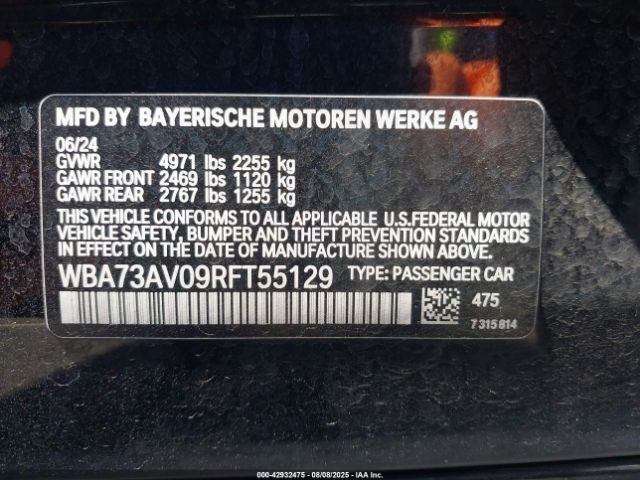 MFD BY BAYERISCHE MOTOREN WERKE AG
06/24
GVWR 4971 lbs 2255 kg
GAWR FRONT 2469 lbs 1120 kg
GAWR REAR 2767 lbs 1255 kg
THIS VEHICLE CONFORMS TO ALL APPLICABLE U.S.FEDERAL MOTOR
VEHICLE SAFETY, BUMPER AND THEFT PREVENTION STANDARDS
IN EFFECT ON THE DATE OF MANUFACTURE SHOWN ABOVE.
WBA73AV09RFT55129 TYPE: PASSENGER CAR
475
7 315 814
000-42932475 - 08/08/2025 - IAA Inc.